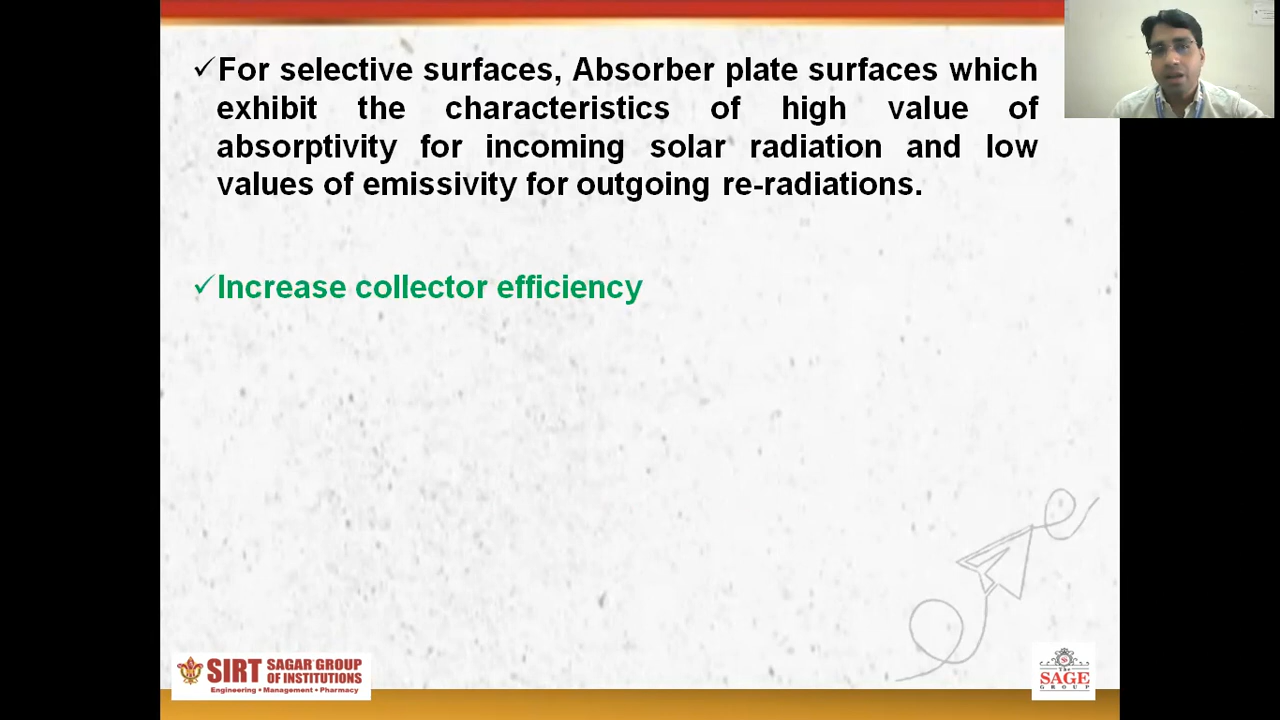 ✓For selective surfaces, Absorber plate surfaces which
exhibit the characteristics of high value of
absorptivity for incoming solar radiation and low
values of emissivity for outgoing re-radiations.
✓Increase collector efficiency
SIRT SAGAR GROUP
OF INSTITUTIONS
Engineering • Management • Pharmacy
The
SAGE
GROUP